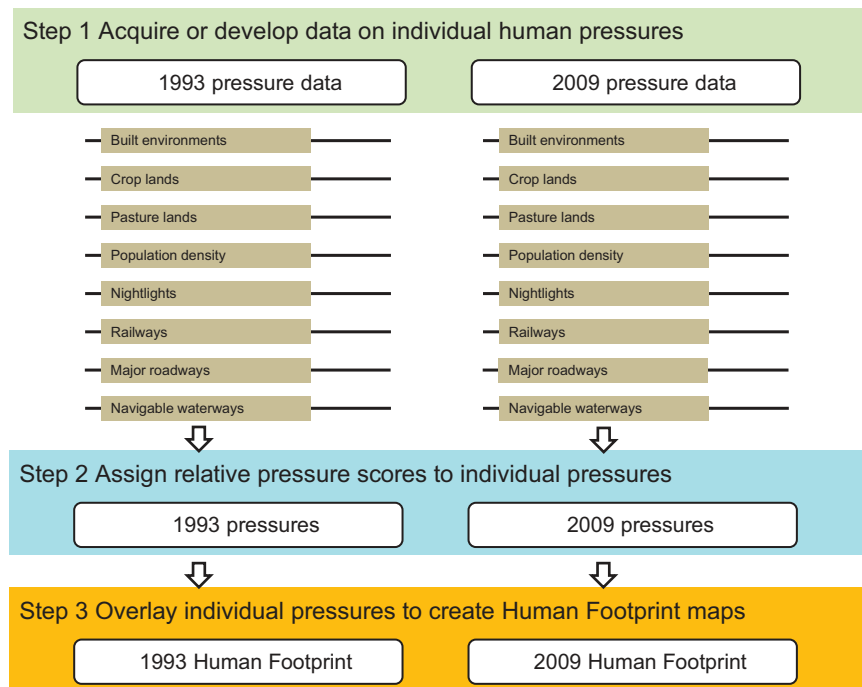 Step 1 Acquire or develop data on individual human pressures
1993 pressure data
2009 pressure data
Built environments
Built environments
Crop lands
Crop lands
Pasture lands
Pasture lands
Population density
Population density
Nightlights
Nightlights
Railways
Railways
Major roadways
Major roadways
Navigable waterways
Navigable waterways
Step 2 Assign relative pressure scores to individual pressures
1993 pressures
2009 pressures
Step 3 Overlay individual pressures to create Human Footprint maps
1993 Human Footprint
2009 Human Footprint